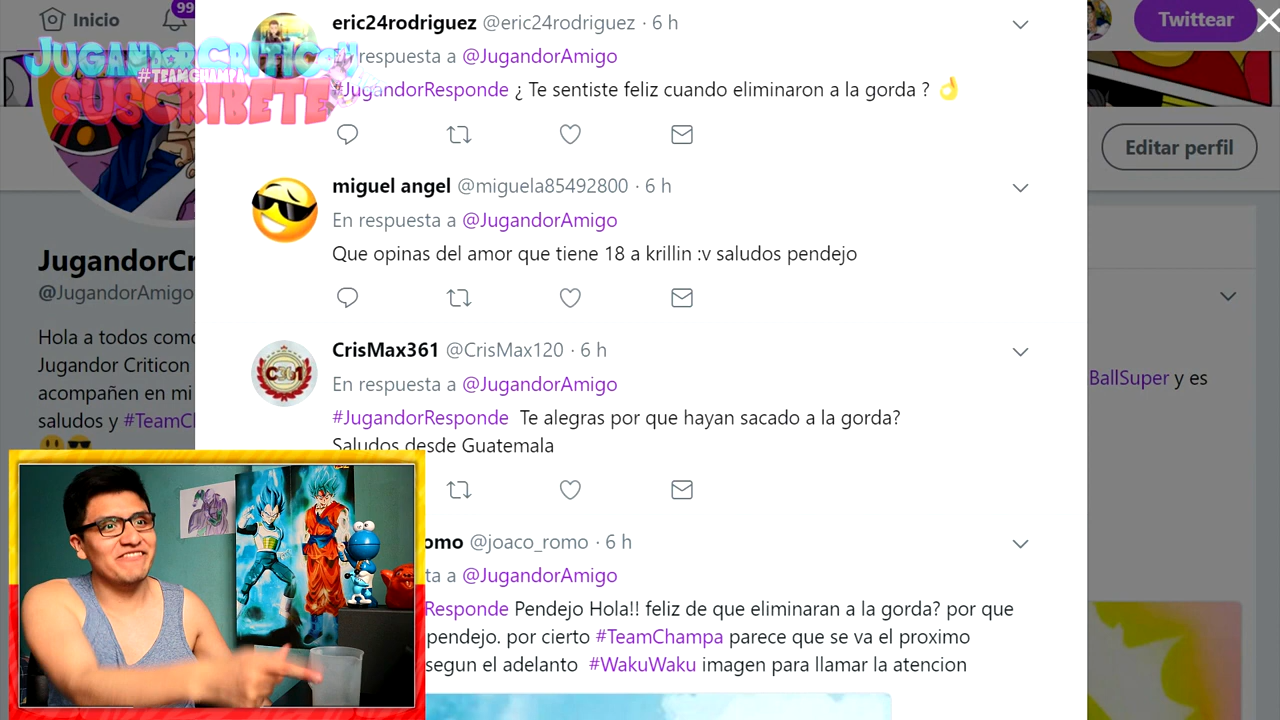 Inicio
99
Twittear
JUGANDORCRITICON
#TEAMCHAMPA
SUSCRIBETE
Editar perfil
JugandorCr
@JugandorAmigo
Hola a todos como
Jugandor Criticon
acompañen en mi
saludos y #TeamCh
eric24rodriguez @eric24rodriguez · 6 h
respuesta a @JugandorAmigo
#JugandorResponde ¿ Te sentiste feliz cuando eliminaron a la gorda ? 👌
miguel angel @miguela85492800 · 6 h
En respuesta a @JugandorAmigo
Que opinas del amor que tiene 18 a krillin :v saludos pendejo
CrisMax361 @CrisMax120 · 6 h
En respuesta a @JugandorAmigo
#JugandorResponde Te alegras por que hayan sacado a la gorda?
Saludos desde Guatemala
omo @joaco_romo · 6 h
ta a @JugandorAmigo
Responde Pendejo Hola!! feliz de que eliminaran a la gorda? por que
pendejo. por cierto #TeamChampa parece que se va el proximo
segun el adelanto #WakuWaku imagen para llamar la atencion
BallSuper y es